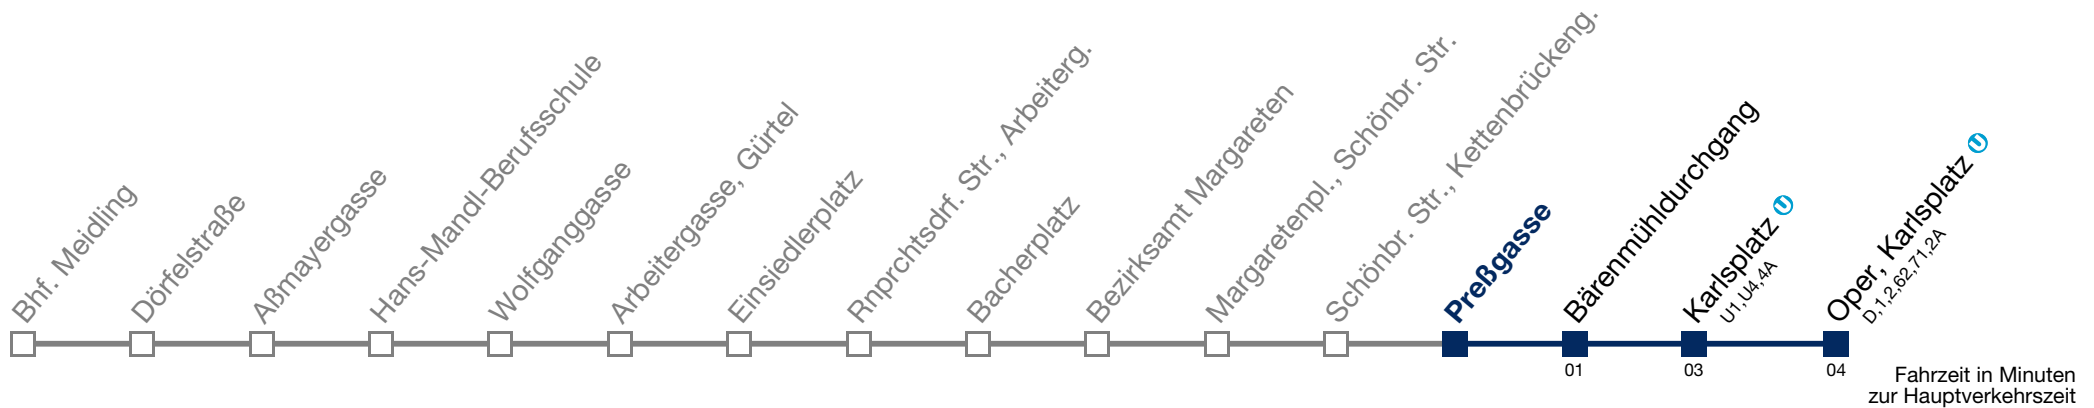 Bhf. Meidling
Dörfelstraße
Aßmayergasse
Hans-Mandl-Berufsschule
Wolfganggasse
Arbeitergasse, Gürtel
Einsiedlerplatz
Rnprchtsdrf. Str., Arbeiterg.
Bacherplatz
Bezirksamt Margareten
Margaretenpl., Schönbr. Str.
Schönbr. Str., Kettenbrückeng.
Preßgasse
Bärenmühldurchgang
Karlsplatz U
U1,U4,4A
Oper, Karlsplatz U
D,1,2,62,71,2A
01
03
04
Fahrzeit in Minuten
zur Hauptverkehrszeit